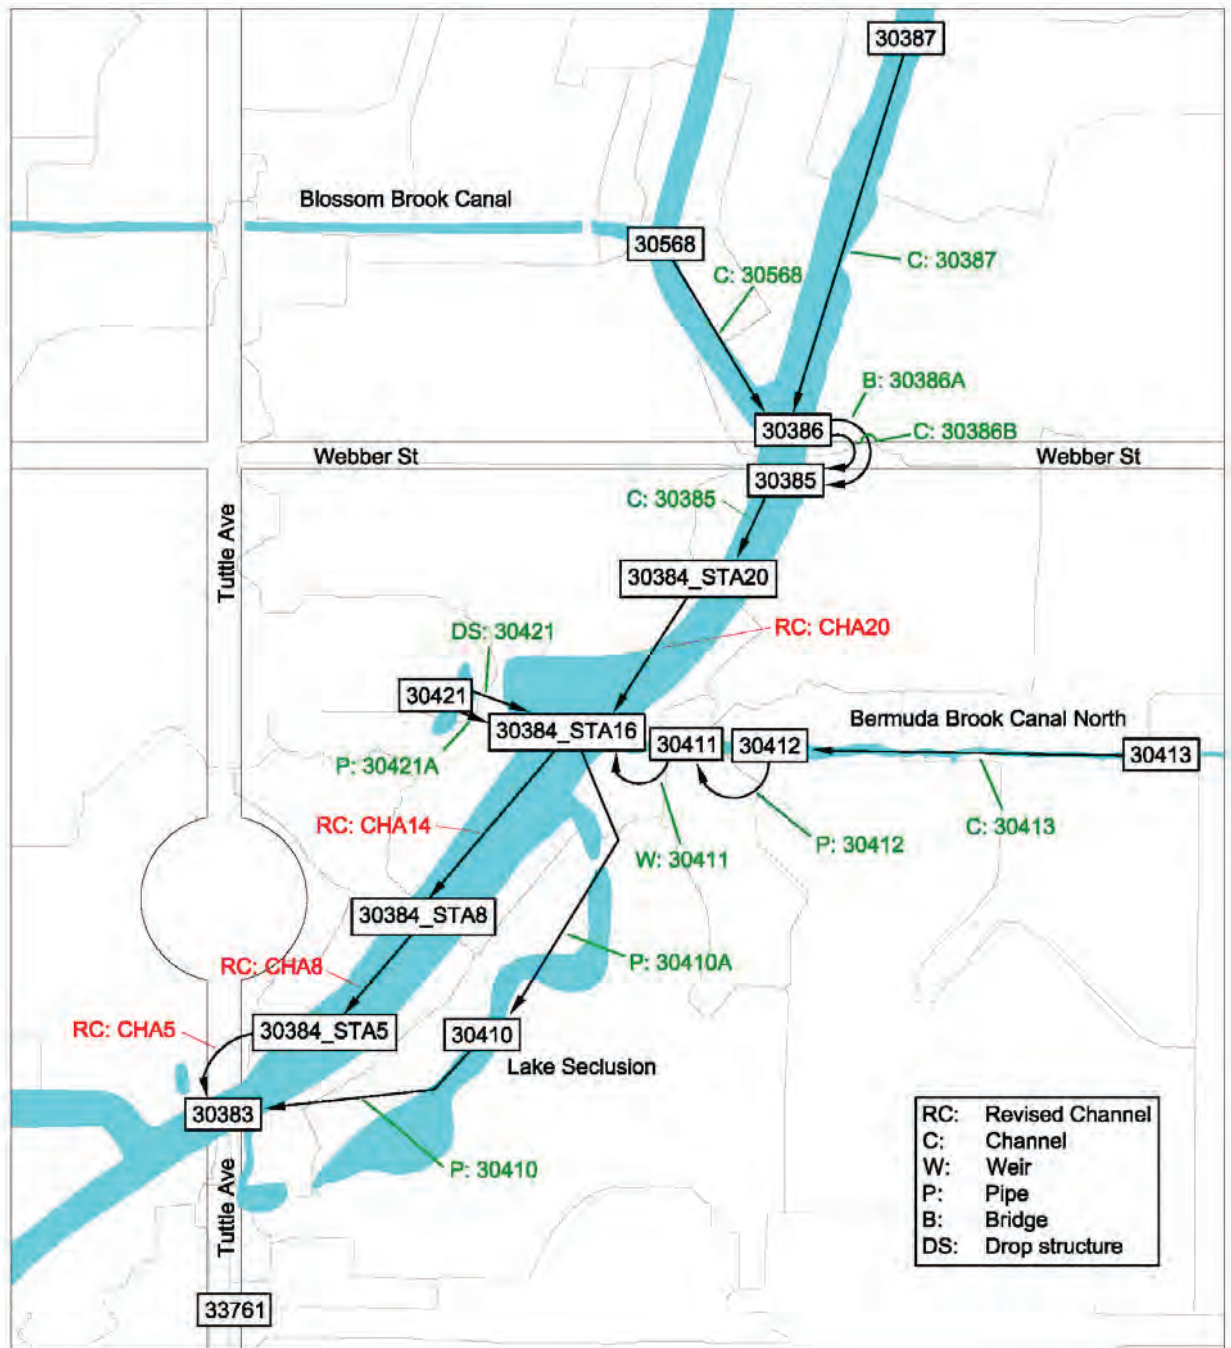 30387
Blossom Brook Canal
30568
C: 30387
C: 30568
B: 30386A
30386
C: 30386B
Webber St
Webber St
30385
C: 30385
Tuttle Ave
30384_STA20
RC: CHA20
DS: 30421
30421
30384_STA16
Bermuda Brook Canal North
30411
30412
30413
P: 30421A
RC: CHA14
C: 30413
P: 30412
W: 30411
30384_STA8
P: 30410A
RC: CHA8
RC: CHA5
30384_STA5
30410
Lake Seclusion
30383
P: 30410
Tuttle Ave
33761
RC: Revised Channel
C: Channel
W: Weir
P: Pipe
B: Bridge
DS: Drop structure